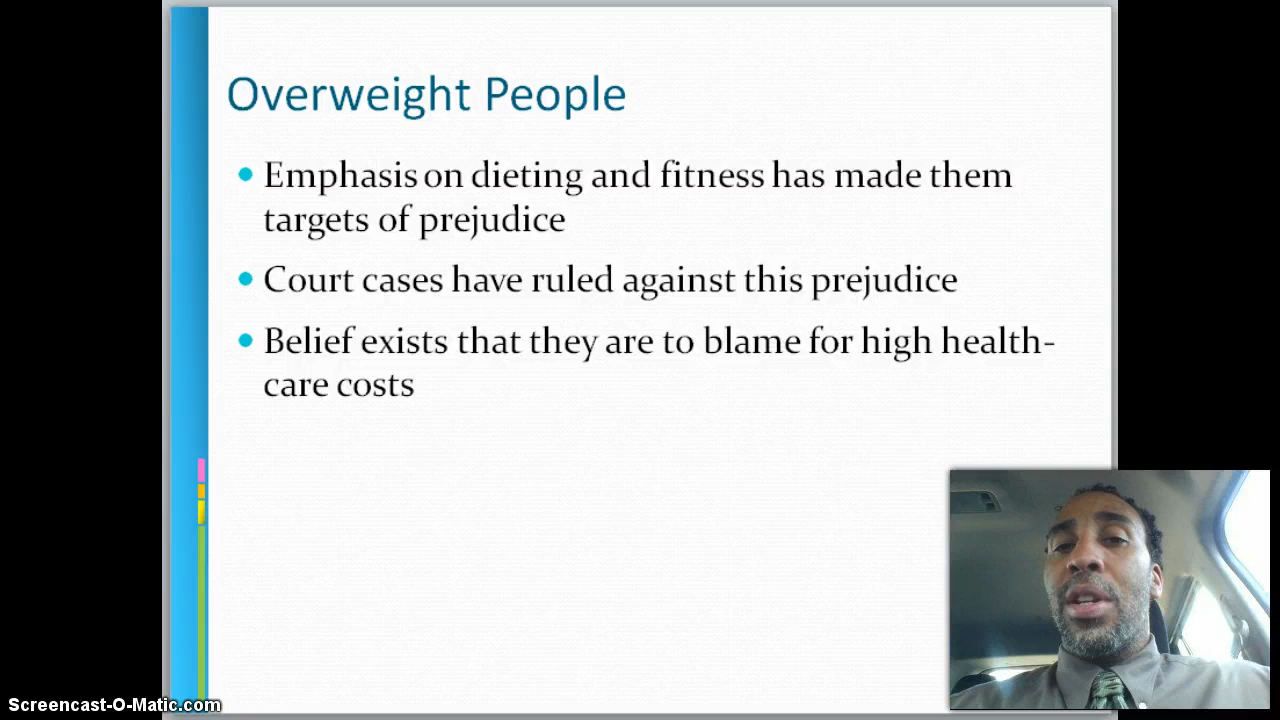 Overweight People
Emphasis on dieting and fitness has made them
targets of prejudice
Court cases have ruled against this prejudice
Belief exists that they are to blame for high health-
care costs
Screencast-O-Matic.com